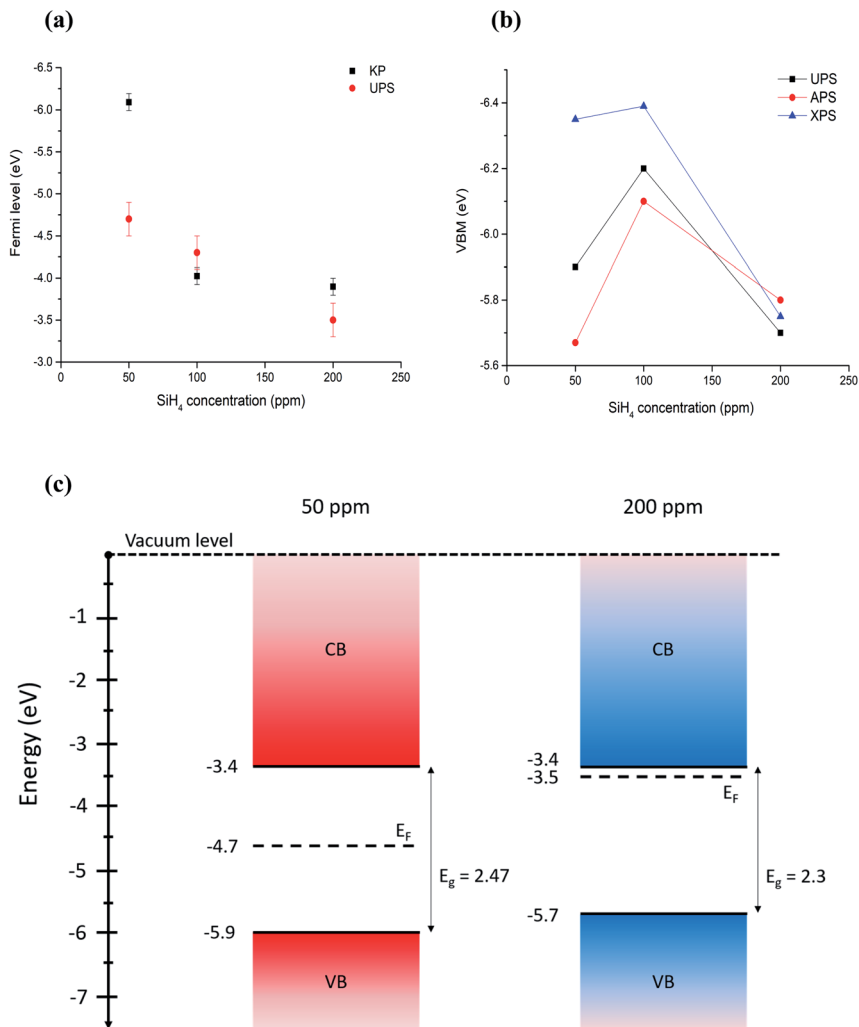 (a)
KP
UPS
Fermi level (eV)
-6.5
-6.0
-5.5
-5.0
-4.5
-4.0
-3.5
-3.0
0 50 100 150 200 250
SiH₄ concentration (ppm)
(b)
UPS
APS
XPS
VBM (eV)
-6.4
-6.2
-6.0
-5.8
-5.6
0 50 100 150 200 250
SiH₄ concentration (ppm)
(c)
50 ppm 200 ppm
Vacuum level
Energy (eV)
-1
-2
-3
-4
-5
-6
-7
CB
-3.4
E_F
-4.7
E_g = 2.47
-5.9
VB
CB
-3.4
-3.5
E_F
E_g = 2.3
-5.7
VB